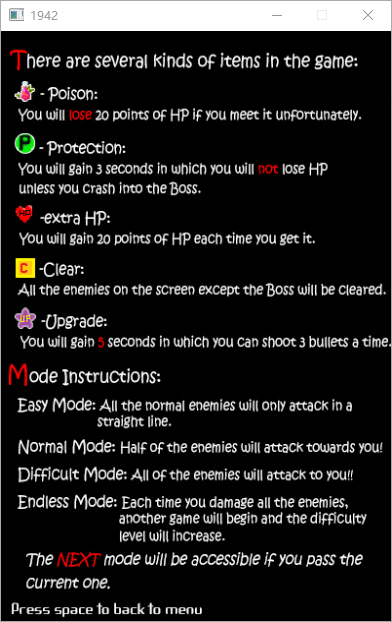 1942
There are several kinds of items in the game:
- Poison:
You will lose 20 points of HP if you meet it unfortunately.
P - Protection:
You will gain 3 seconds in which you will not lose HP
unless you crash into the Boss.
HP -extra HP:
You will gain 20 points of HP each time you get it.
C -Clear:
All the enemies on the screen except the Boss will be cleared.
UP -Upgrade:
You will gain 5 seconds in which you can shoot 3 bullets a time.
Mode Instructions:
Easy Mode: All the normal enemies will only attack in a
straight line.
Normal Mode: Half of the enemies will attack towards you!
Difficult Mode: All of the enemies will attack to you!!
Endless Mode: Each time you damage all the enemies,
another game will begin and the difficulty
level will increase.
The NEXT mode will be accessible if you pass the
current one.
Press space to back to menu